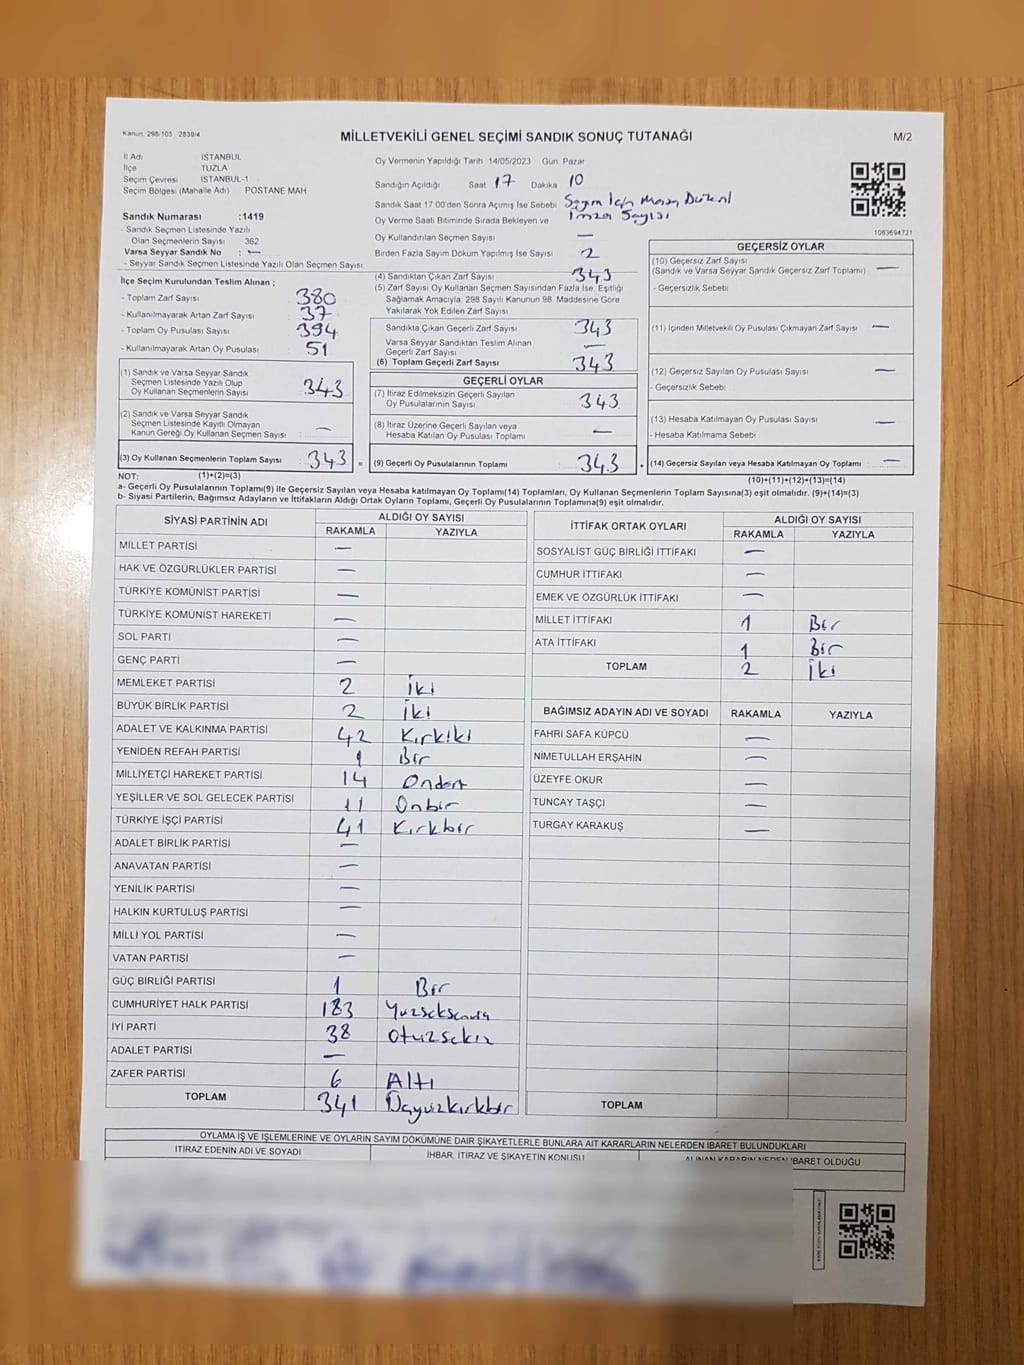 Kanun: 298/105 , 2839/4
MİLLETVEKİLİ GENEL SEÇİMİ SANDIK SONUÇ TUTANAĞI
M/2
İl Adı İSTANBUL
İlçe TUZLA
Seçim Çevresi İSTANBUL-1
Seçim Bölgesi (Mahalle Adı) POSTANE MAH
Sandık Numarası :1419
- Sandık Seçmen Listesinde Yazılı
Olan Seçmenlerin Sayısı 362
Varsa Seyyar Sandık No : —
- Seyyar Sandık Seçmen Listesinde Yazılı Olan Seçmen Sayısı
Oy Vermenin Yapıldığı Tarih 14/05/2023 Gün Pazar
Sandığın Açıldığı Saat 17 Dakika 10
Sandık Saat 17:00'den Sonra Açılmış İse Sebebi Sayım İçin Masa Düzeni
Oy Verme Saati Bitiminde Sırada Bekleyen ve İmza Sayısı
Oy Kullandırılan Seçmen Sayısı —
Birden Fazla Sayım Döküm Yapılmış İse Sayısı 2
1083694721
İlçe Seçim Kurulundan Teslim Alınan ;
- Toplam Zarf Sayısı 380
- Kullanılmayarak Artan Zarf Sayısı 37
- Toplam Oy Pusulası Sayısı 394
- Kullanılmayarak Artan Oy Pusulası 51
(1) Sandık ve Varsa Seyyar Sandık
Seçmen Listesinde Yazılı Olup
Oy Kullanan Seçmenlerin Sayısı 343
(2) Sandık ve Varsa Seyyar Sandık
Seçmen Listesinde Kayıtlı Olmayan
Kanun Gereği Oy Kullanan Seçmen Sayısı —
(3) Oy Kullanan Seçmenlerin Toplam Sayısı 343 =
(4) Sandıktan Çıkan Zarf Sayısı 343
(5) Zarf Sayısı Oy Kullanan Seçmen Sayısından Fazla İse, Eşitliği
Sağlamak Amacıyla, 298 Sayılı Kanunun 98. Maddesine Göre
Yakılarak Yok Edilen Zarf Sayısı
Sandıkta Çıkan Geçerli Zarf Sayısı 343
Varsa Seyyar Sandıktan Teslim Alınan
Geçerli Zarf Sayısı —
(6) Toplam Geçerli Zarf Sayısı 343
GEÇERLİ OYLAR
(7) İtiraz Edilmeksizin Geçerli Sayılan
Oy Pusulalarının Sayısı 343
(8) İtiraz Üzerine Geçerli Sayılan veya
Hesaba Katılan Oy Pusulası Toplamı —
(9) Geçerli Oy Pusulalarının Toplamı 343 +
GEÇERSİZ OYLAR
(10) Geçersiz Zarf Sayısı —
(Sandık ve Varsa Seyyar Sandık Geçersiz Zarf Toplamı)
- Geçersizlik Sebebi
(11) İçinden Milletvekili Oy Pusulası Çıkmayan Zarf Sayısı —
(12) Geçersiz Sayılan Oy Pusulası Sayısı —
- Geçersizlik Sebebi
(13) Hesaba Katılmayan Oy Pusulası Sayısı —
- Hesaba Katılmama Sebebi
(14) Geçersiz Sayılan veya Hesaba Katılmayan Oy Toplamı —
NOT: (1)+(2)=(3) (10)+(11)+(12)+(13)=(14)
a- Geçerli Oy Pusulalarının Toplamı(9) ile Geçersiz Sayılan veya Hesaba katılmayan Oy Toplamı(14) Toplamları, Oy Kullanan Seçmenlerin Toplam Sayısına(3) eşit olmalıdır. (9)+(14)=(3)
b- Siyasi Partilerin, Bağımsız Adayların ve İttifakların Aldığı Ortak Oyların Toplamı, Geçerli Oy Pusulalarının Toplamına(9) eşit olmalıdır.
SİYASİ PARTİNİN ADI ALDIĞI OY SAYISI
RAKAMLA YAZIYLA
MİLLET PARTİSİ —
HAK VE ÖZGÜRLÜKLER PARTİSİ —
TÜRKİYE KOMÜNİST PARTİSİ —
TÜRKİYE KOMÜNİST HAREKETİ —
SOL PARTİ —
GENÇ PARTİ —
MEMLEKET PARTİSİ 2 İki
BÜYÜK BİRLİK PARTİSİ 2 İki
ADALET VE KALKINMA PARTİSİ 42 Kırkiki
YENİDEN REFAH PARTİSİ 1 Bir
MİLLİYETÇİ HAREKET PARTİSİ 14 Ondört
YEŞİLLER VE SOL GELECEK PARTİSİ 11 Onbir
TÜRKİYE İŞÇİ PARTİSİ 41 Kırkbir
ADALET BİRLİK PARTİSİ —
ANAVATAN PARTİSİ —
YENİLİK PARTİSİ —
HALKIN KURTULUŞ PARTİSİ —
MİLLİ YOL PARTİSİ —
VATAN PARTİSİ —
GÜÇ BİRLİĞİ PARTİSİ 1 Bir
CUMHURİYET HALK PARTİSİ 183
İYİ PARTİ 38 Otuzsekiz
ADALET PARTİSİ —
ZAFER PARTİSİ 6 Altı
TOPLAM 341 Üçyüzkırkbir
İTTİFAK ORTAK OYLARI ALDIĞI OY SAYISI
RAKAMLA YAZIYLA
SOSYALİST GÜÇ BİRLİĞİ İTTİFAKI —
CUMHUR İTTİFAKI —
EMEK VE ÖZGÜRLÜK İTTİFAKI —
MİLLET İTTİFAKI 1 Bir
ATA İTTİFAKI 1 Bir
TOPLAM 2 İki
BAĞIMSIZ ADAYIN ADI VE SOYADI RAKAMLA YAZIYLA
FAHRİ SAFA KÜPCÜ —
NİMETULLAH ERŞAHİN —
ÜZEYFE OKUR —
TUNCAY TAŞÇI —
TURGAY KARAKUŞ —
TOPLAM
OYLAMA İŞ VE İŞLEMLERİNE VE OYLARIN SAYIM DÖKÜMÜNE DAİR ŞİKAYETLERLE BUNLARA AİT KARARLARIN NELERDEN İBARET BULUNDUKLARI
İTİRAZ EDENİN ADI VE SOYADI İHBAR, İTİRAZ VE ŞİKAYETİN KONUSU ALINAN KARARIN NEDEN İBARET OLDUĞU